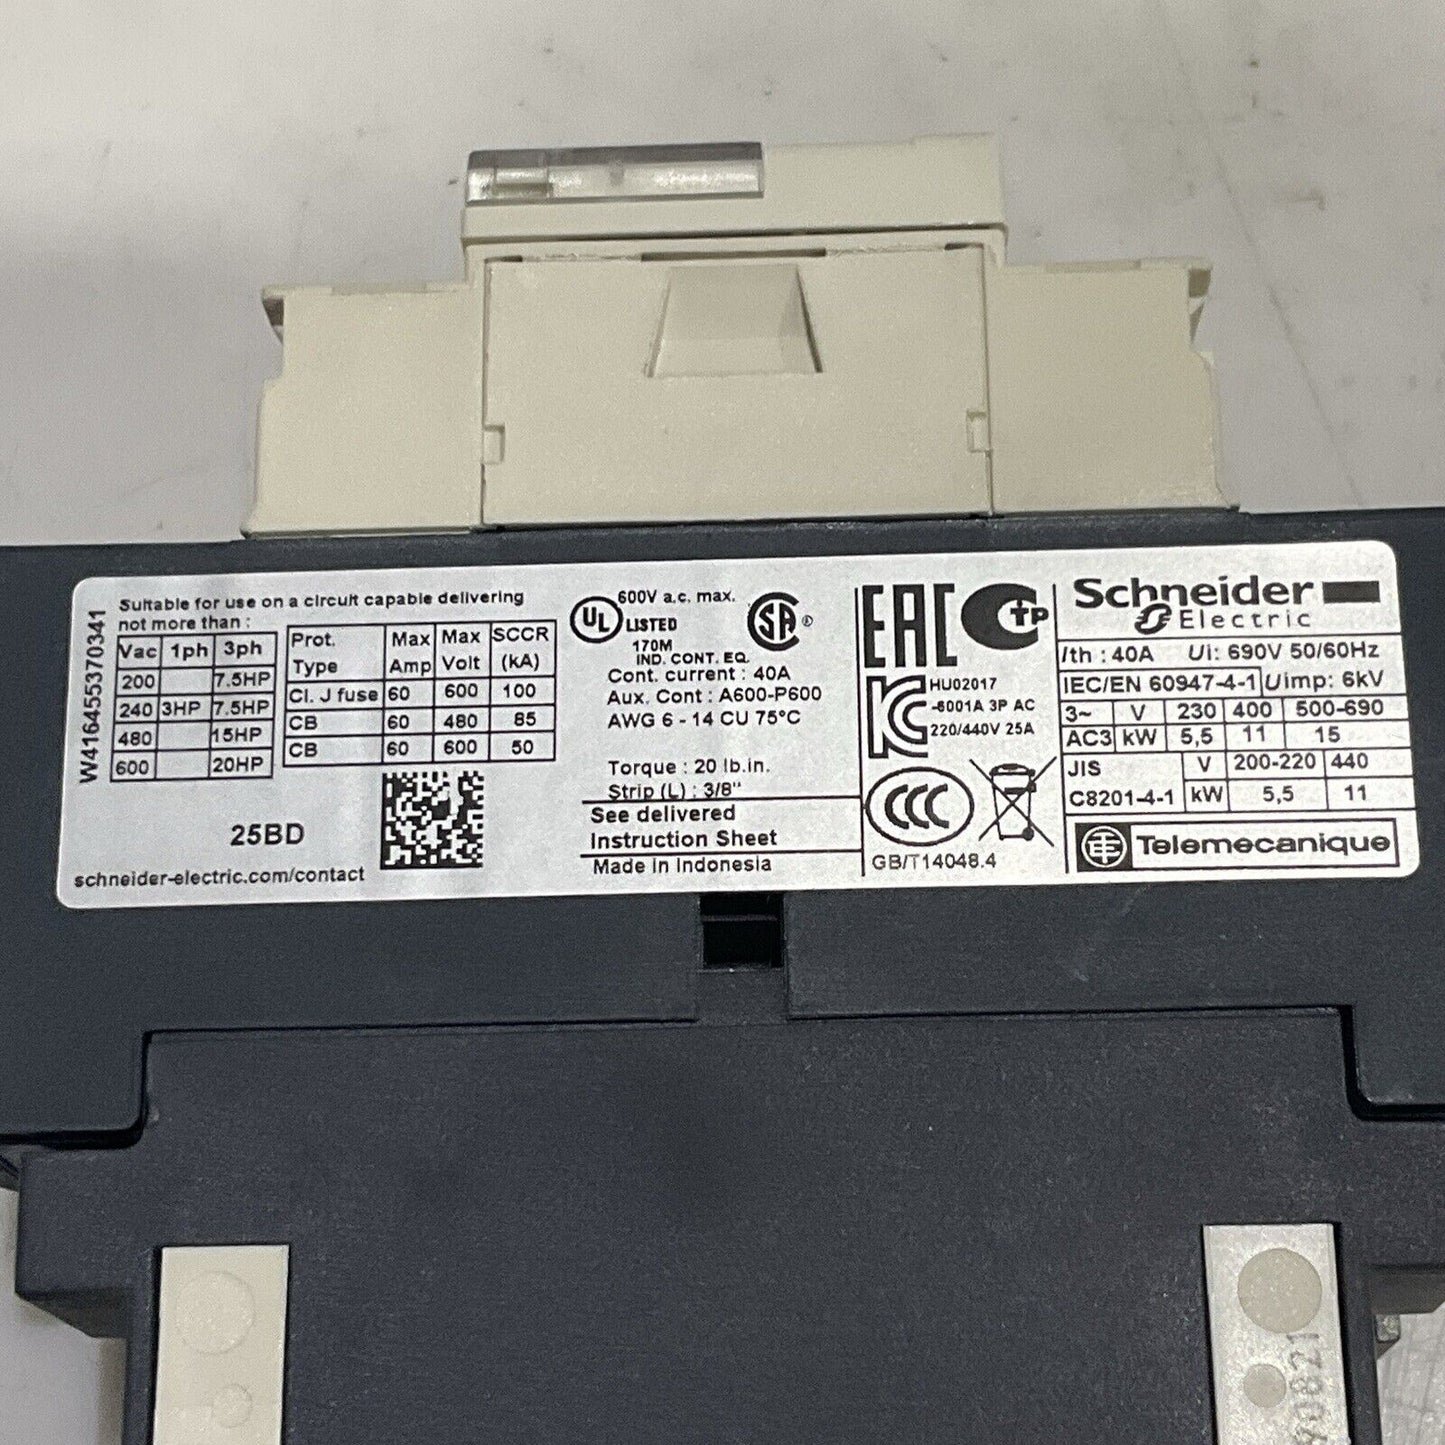 W41645537​0341
Suitable for use on a circuit capable delivering
not more than :
Vac 1ph 3ph
200 7.5HP
240 3HP 7.5HP
480 15HP
600 20HP
Prot. Type Max Amp Max Volt SCCR (kA)
Cl. J fuse 60 600 100
CB 60 480 85
CB 60 600 50
25BD
schneider-electric.com/contact
UL
600V a.c. max.
LISTED
170M
IND. CONT. EQ.
SA ®
Cont. current : 40A
Aux. Cont : A600-P600
AWG 6 - 14 CU 75°C
Torque : 20 lb.in.
Strip (L) : 3/8"
See delivered
Instruction Sheet
Made in Indonesia
EAC
TP
HU02017
-6001A 3P AC
220/440V 25A
CCC
GB/T14048.4
Schneider
Electric
Ith : 40A Ui: 690V 50/60Hz
IEC/EN 60947-4-1 Uimp: 6kV
3~ V 230 400 500-690
AC3 kW 5,5 11 15
JIS V 200-220 440
C8201-4-1 kW 5,5 11
Telemecanique